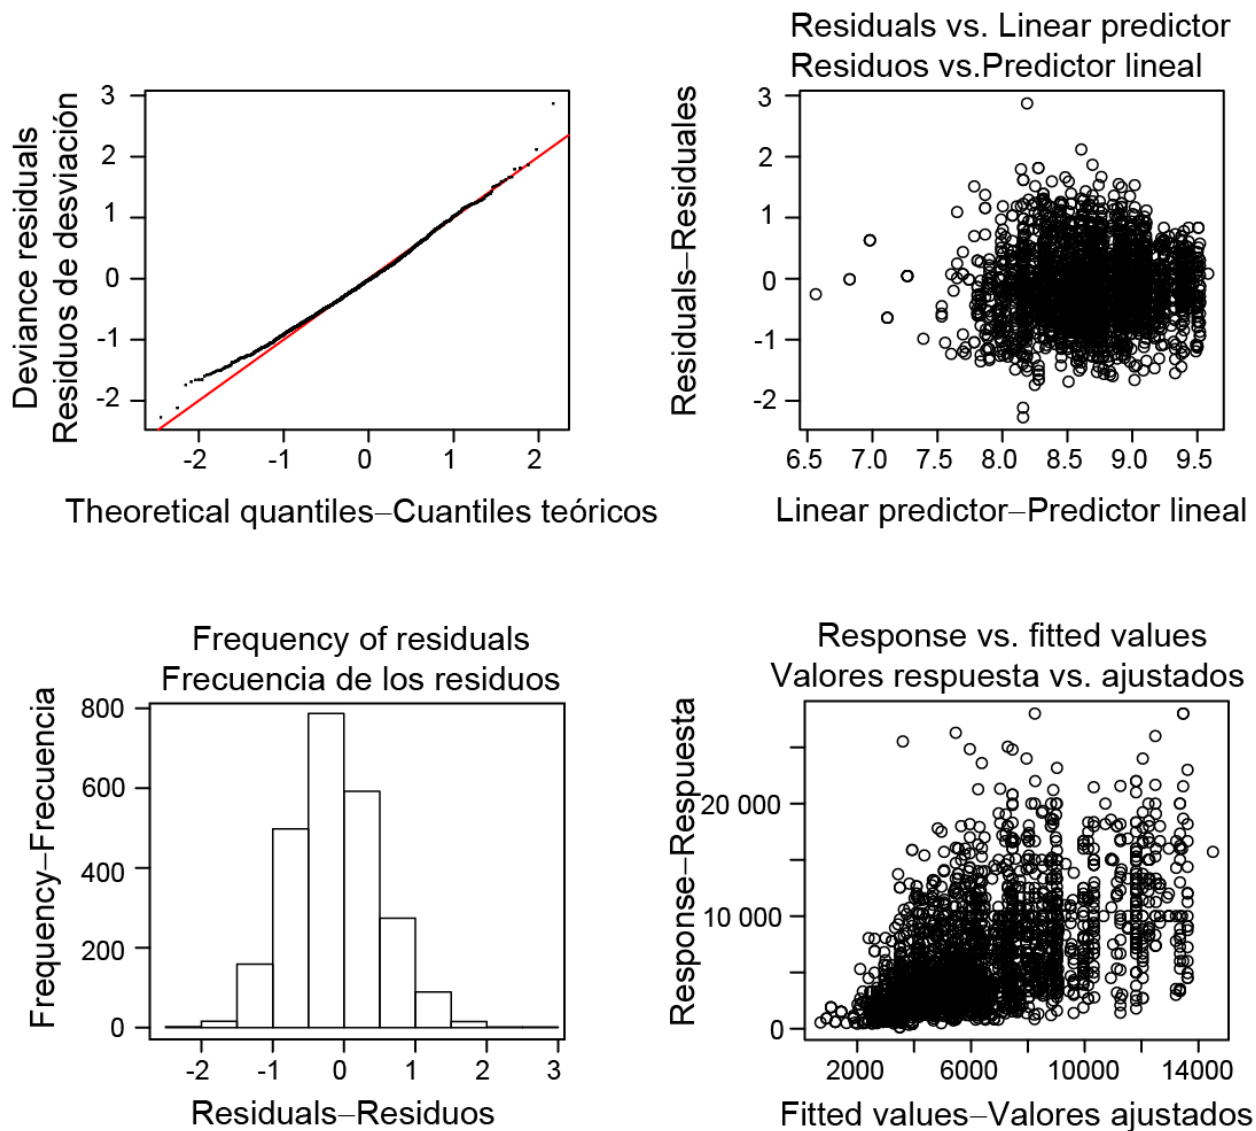 Deviance residuals
Residuos de desviación
3
2
1
0
-1
-2
-2
-1
0
1
2
Theoretical quantiles–Cuantiles teóricos
Residuals vs. Linear predictor
Residuos vs.Predictor lineal
Residuals–Residuales
3
2
1
0
-1
-2
6.5
7.0
7.5
8.0
8.5
9.0
9.5
Linear predictor–Predictor lineal
Frequency of residuals
Frecuencia de los residuos
Frequency–Frecuencia
800
600
400
200
0
-2
-1
0
1
2
3
Residuals–Residuos
Response vs. fitted values
Valores respuesta vs. ajustados
Response–Respuesta
20 000
10 000
0
2000
6000
10000
14000
Fitted values–Valores ajustados